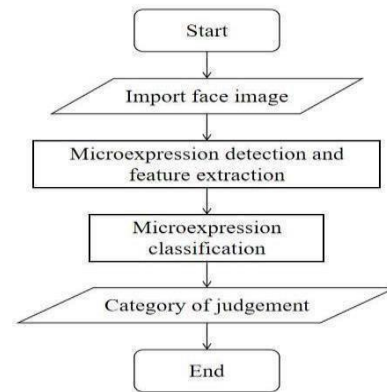 Start
Import face image
Microexpression detection and
feature extraction
Microexpression
classification
Category of judgement
End